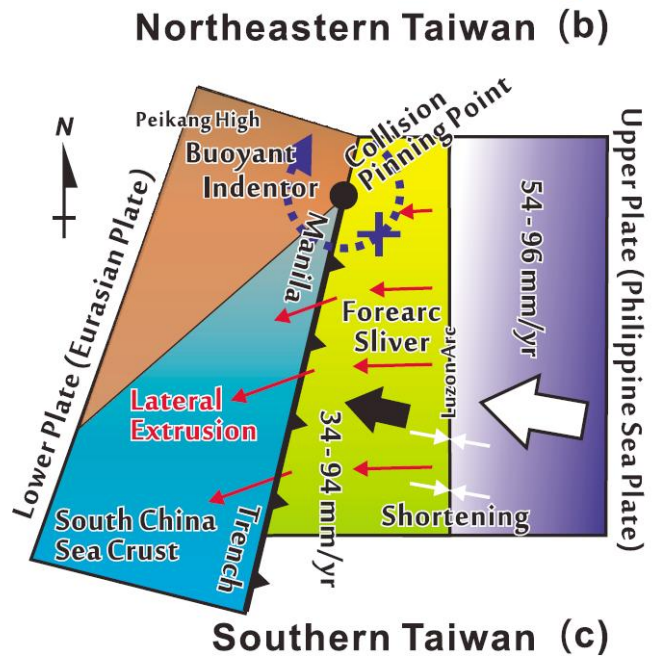 Northeastern Taiwan (b)
N
Peikang High
Buoyant
Indentor
Collision
Pinning Point
Manila
Forearc
Sliver
Luzon Arc
54 - 96 mm/yr
Upper Plate (Philippine Sea Plate)
Lower Plate (Eurasian Plate)
Lateral
Extrusion
34 - 94 mm/yr
South China
Sea Crust
Trench
Shortening
Southern Taiwan (c)